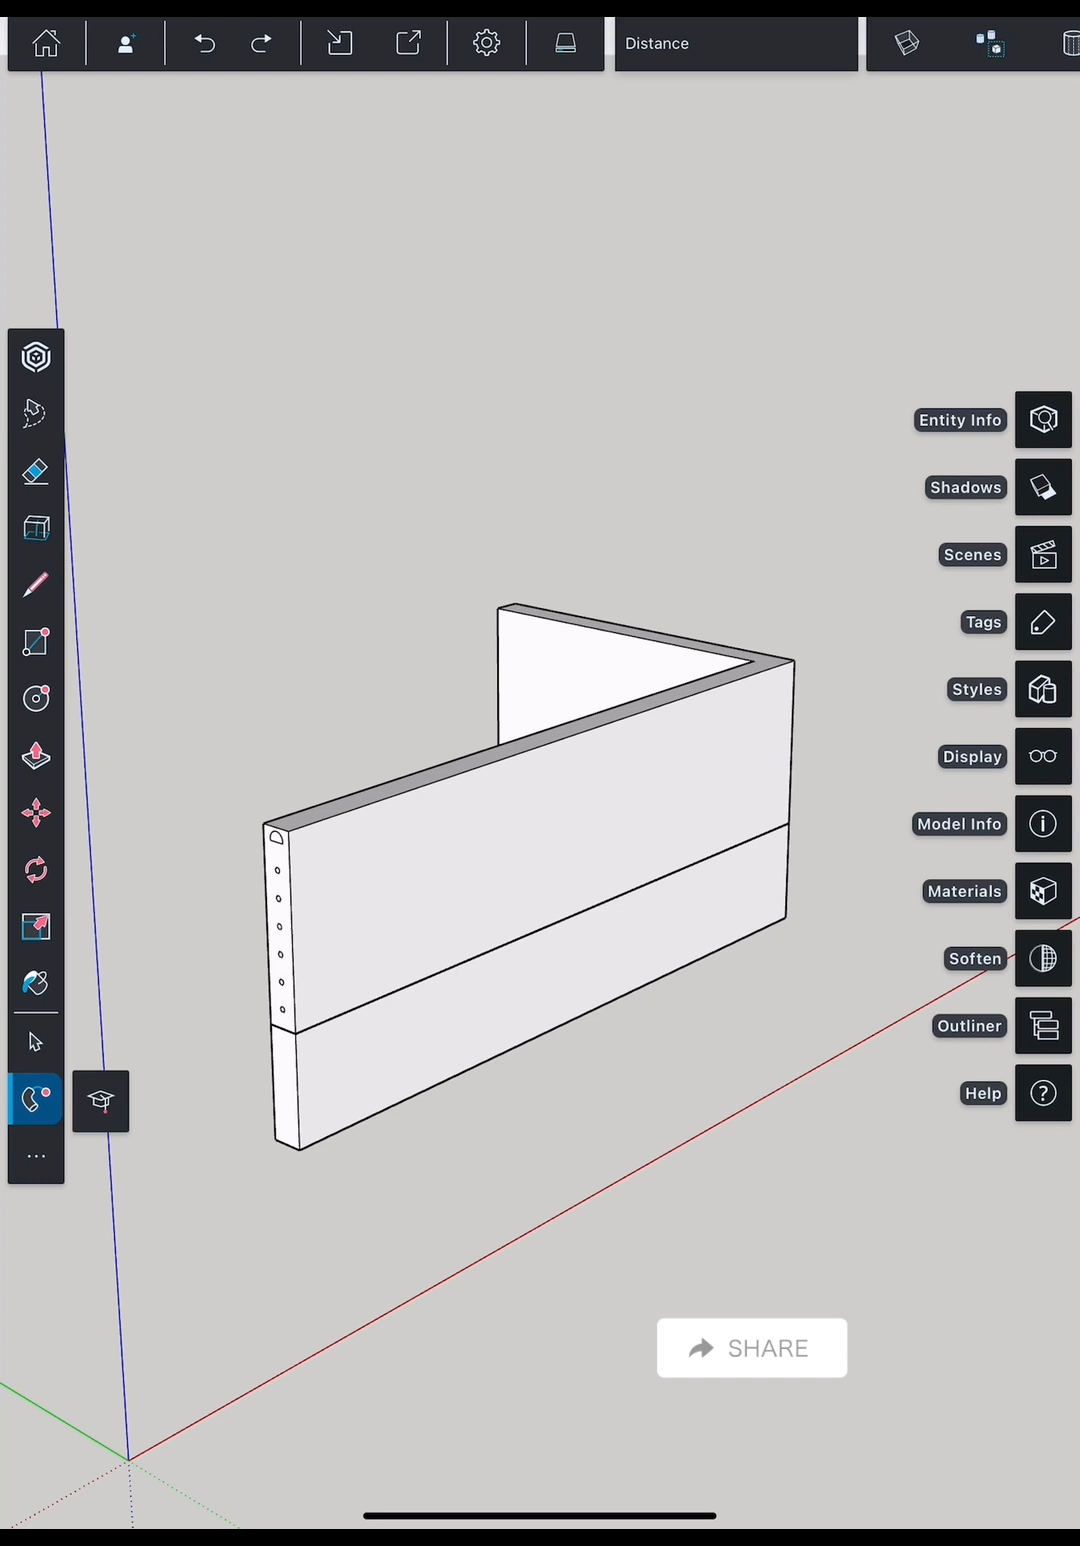 Distance
Entity Info
Shadows
Scenes
Tags
Styles
Display
Model Info
Materials
Soften
Outliner
Help
SHARE